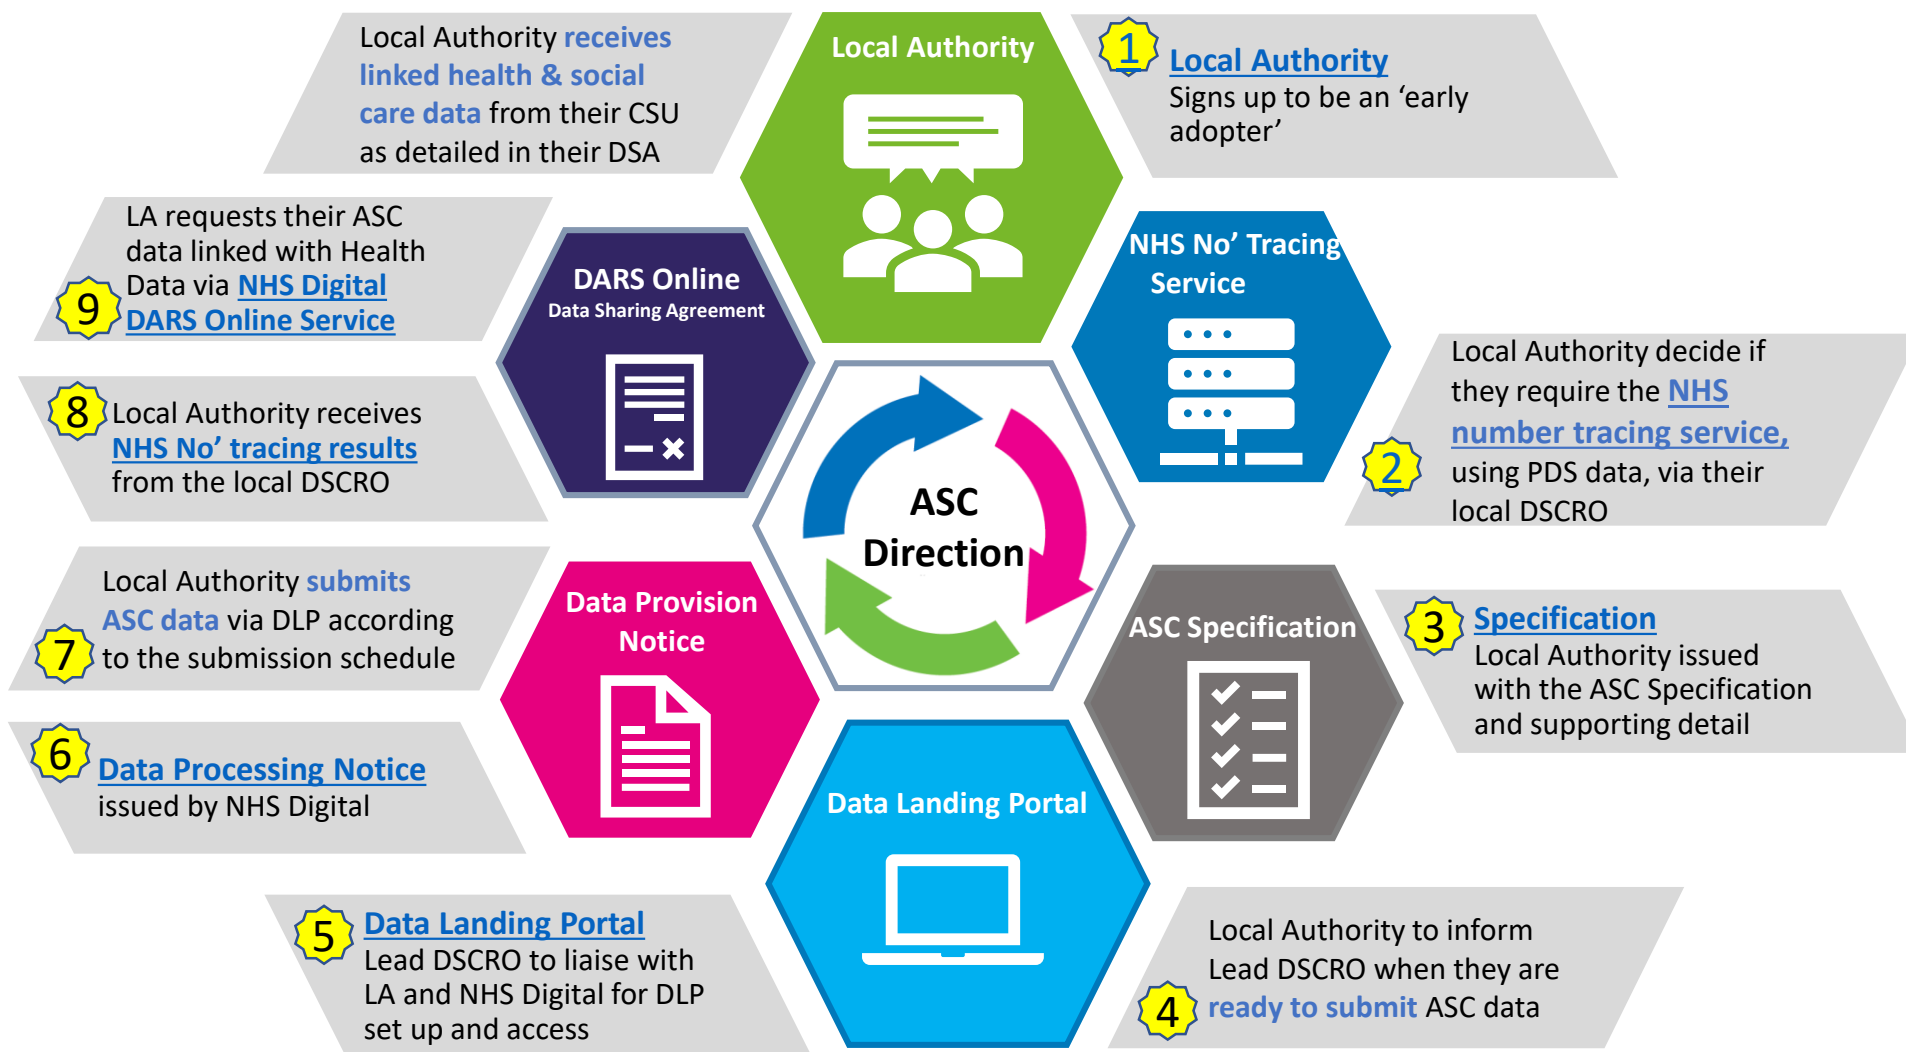 Local Authority
1
Local Authority
Signs up to be an ‘early
adopter’
NHS No’ Tracing
Service
Local Authority decide if
they require the NHS
number tracing service,
using PDS data, via their
local DSCRO
2
ASC Specification
3
Specification
Local Authority issued
with the ASC Specification
and supporting detail
Local Authority to inform
Lead DSCRO when they are
ready to submit ASC data
4
Data Landing Portal
5
Data Landing Portal
Lead DSCRO to liaise with
LA and NHS Digital for DLP
set up and access
Data Provision
Notice
6
Data Processing Notice
issued by NHS Digital
Local Authority submits
ASC data via DLP according
to the submission schedule
7
8
Local Authority receives
NHS No’ tracing results
from the local DSCRO
DARS Online
Data Sharing Agreement
LA requests their ASC
data linked with Health
Data via NHS Digital
DARS Online Service
9
Local Authority receives
linked health & social
care data from their CSU
as detailed in their DSA
ASC
Direction